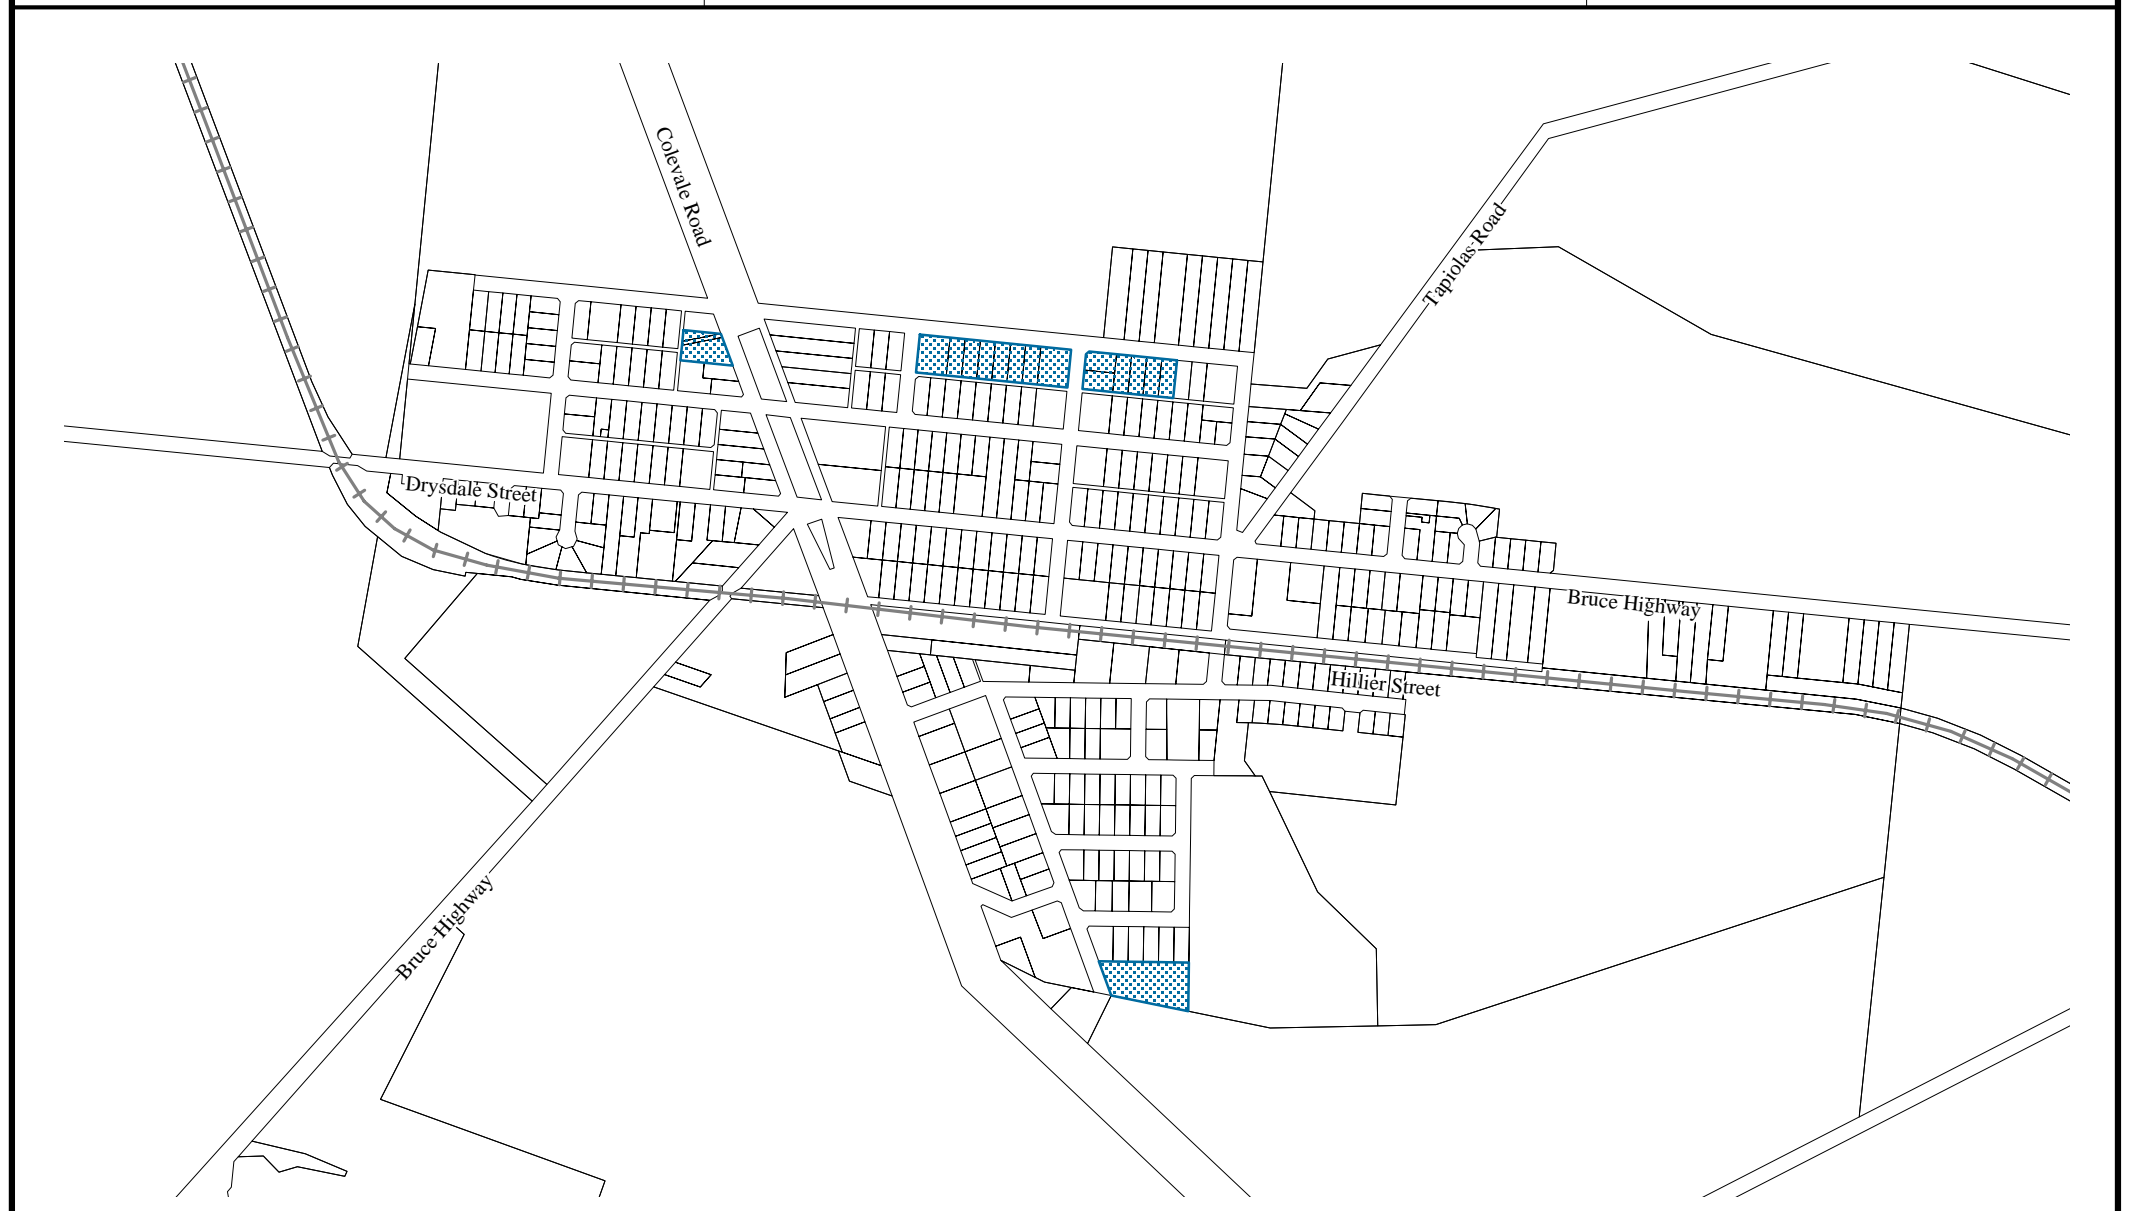 Colevale Road
Tapiolas Road
Drysdale Street
Bruce Highway
Hillier Street
Bruce Highway